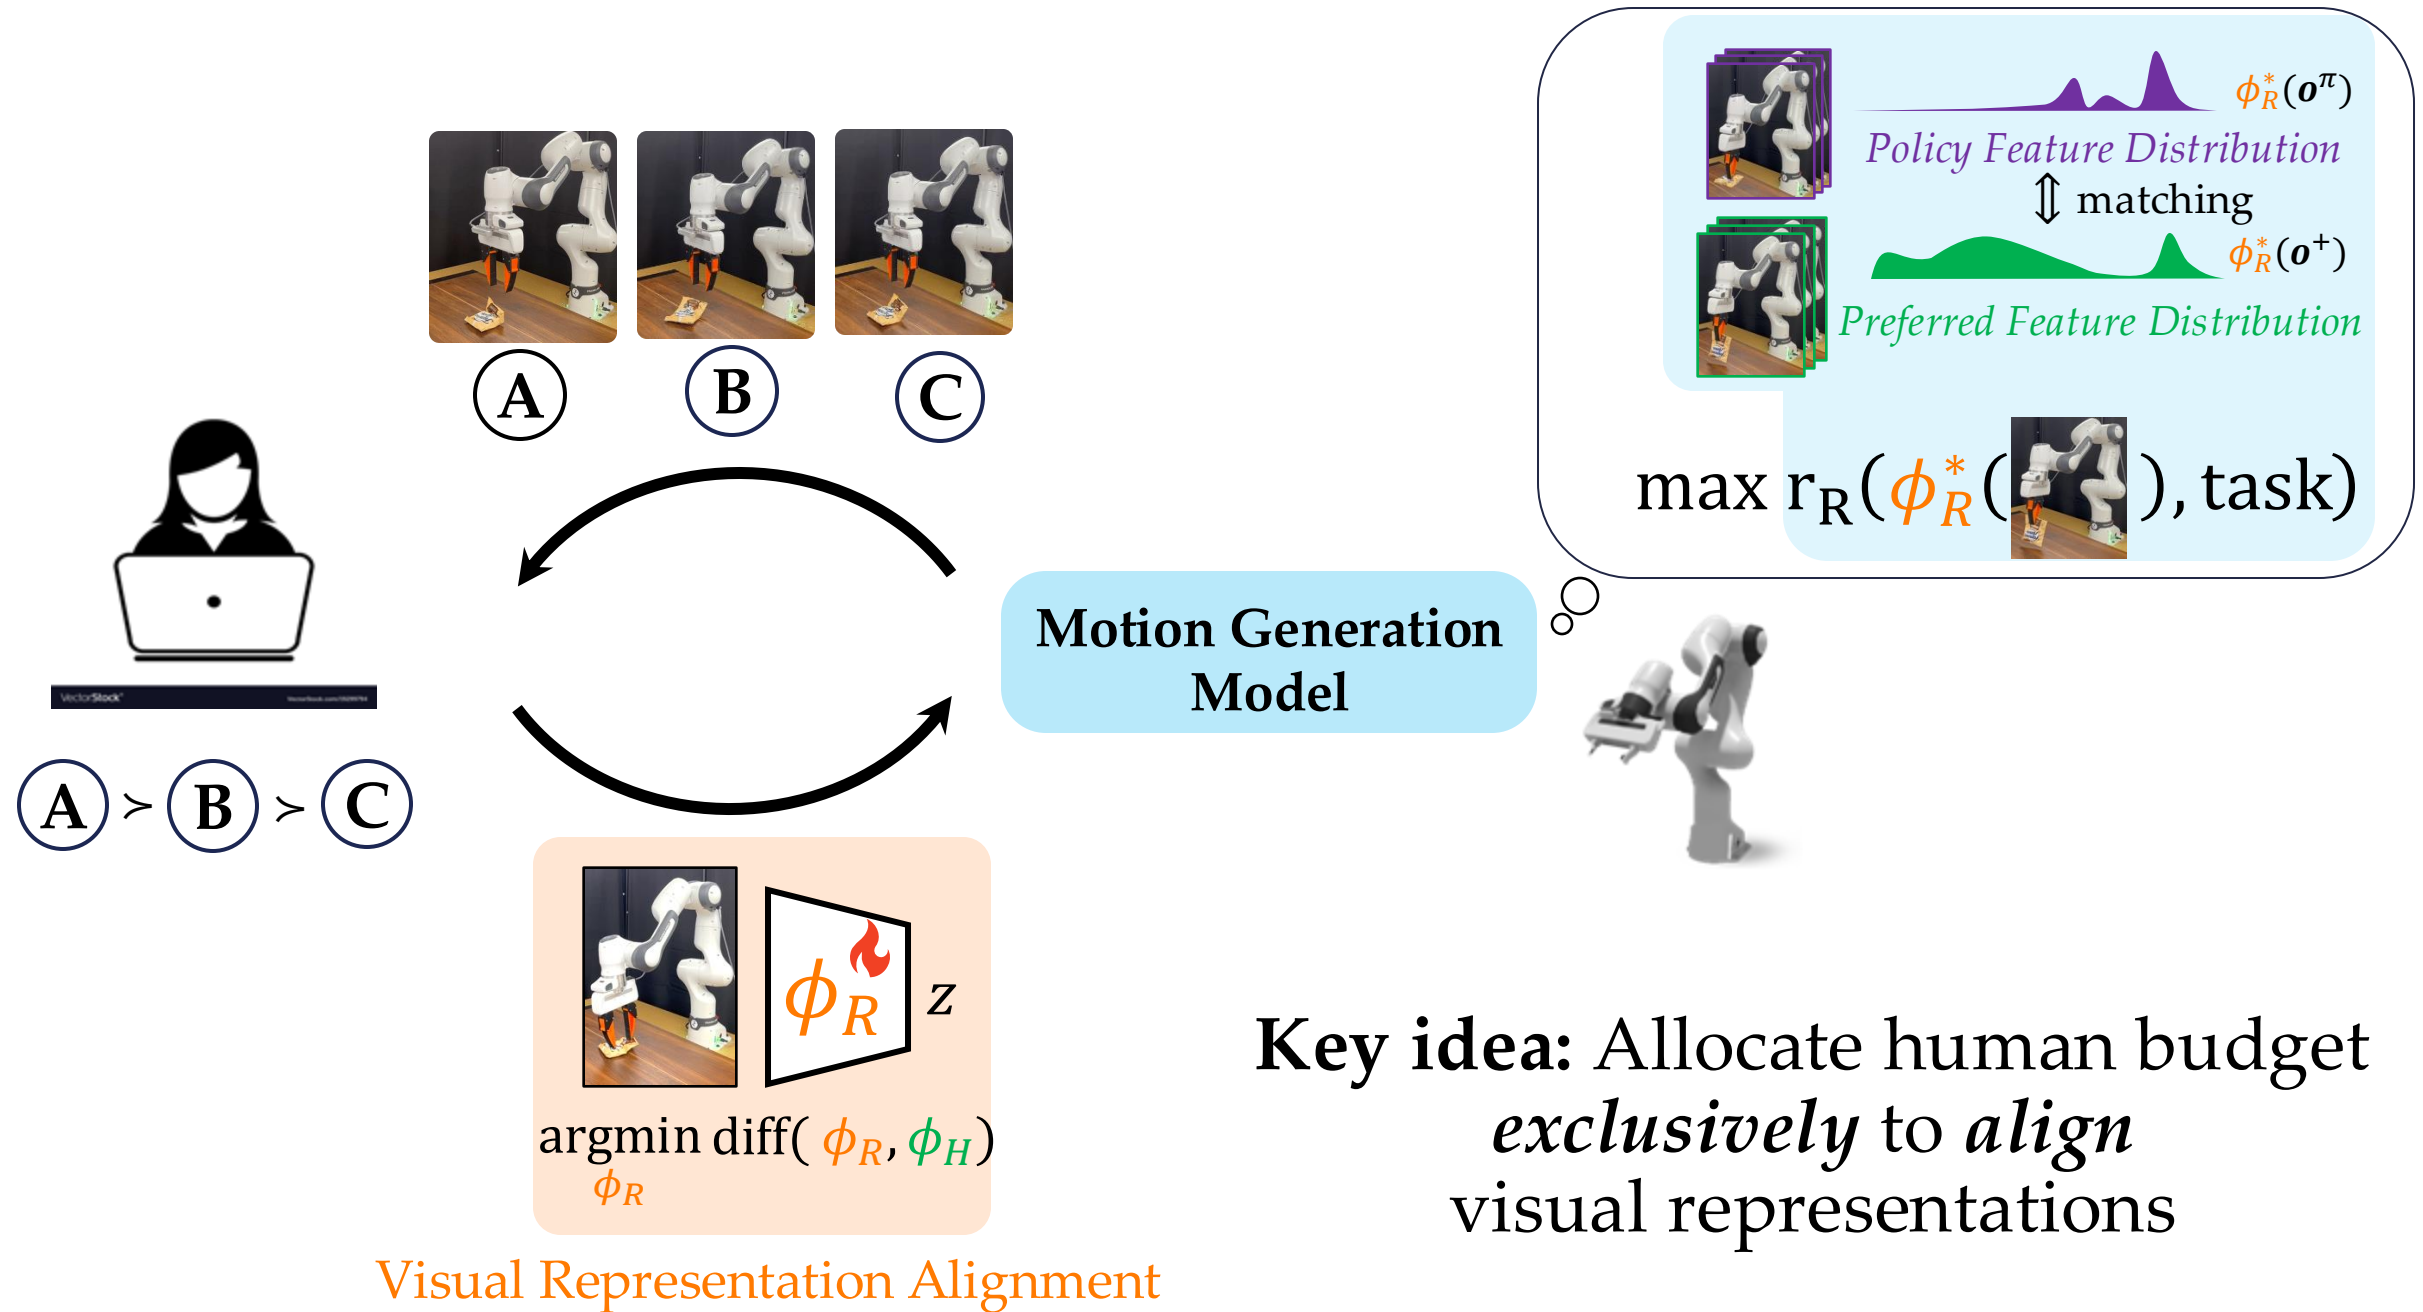 A
B
C
VectorStock®
A ≻ B ≻ C
Motion Generation
Model
ϕ*R(oπ)
Policy Feature Distribution
⇕ matching
ϕ*R(o+)
Preferred Feature Distribution
max rR(ϕ*R( ), task)
ϕR
z
argmin diff( ϕR, ϕH)
ϕR
Visual Representation Alignment
Key idea: Allocate human budget
exclusively to align
visual representations